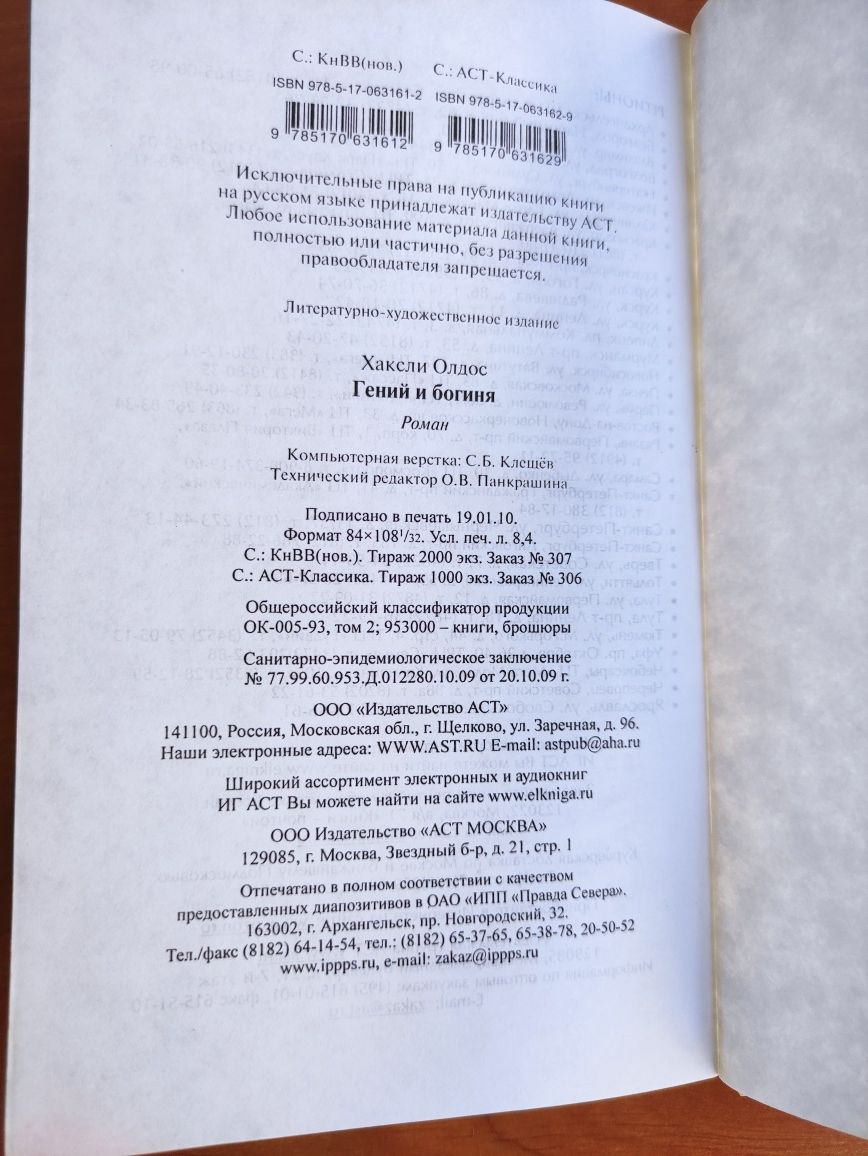 С.: КнВВ(нов.)
ISBN 978-5-17-063161-2
9 785170 631612
С.: АСТ-Классика
ISBN 978-5-17-063162-9
9 785170 631629
Исключительные права на публикацию книги
на русском языке принадлежат издательству АСТ.
Любое использование материала данной книги,
полностью или частично, без разрешения
правообладателя запрещается.
Литературно-художественное издание
Хаксли Олдос
Гений и богиня
Роман
Компьютерная верстка: С.Б. Клещёв
Технический редактор О.В. Панкрашина
Подписано в печать 19.01.10.
Формат 84×108¹/₃₂. Усл. печ. л. 8,4.
С.: КнВВ(нов.). Тираж 2000 экз. Заказ № 307
С.: АСТ-Классика. Тираж 1000 экз. Заказ № 306
Общероссийский классификатор продукции
ОК-005-93, том 2; 953000 – книги, брошюры
Санитарно-эпидемиологическое заключение
№ 77.99.60.953.Д.012280.10.09 от 20.10.09 г.
ООО «Издательство АСТ»
141100, Россия, Московская обл., г. Щелково, ул. Заречная, д. 96.
Наши электронные адреса: WWW.AST.RU E-mail: astpub@aha.ru
Широкий ассортимент электронных и аудиокниг
ИГ АСТ Вы можете найти на сайте www.elkniga.ru
ООО Издательство «АСТ МОСКВА»
129085, г. Москва, Звездный б-р, д. 21, стр. 1
Отпечатано в полном соответствии с качеством
предоставленных диапозитивов в ОАО «ИПП «Правда Севера».
163002, г. Архангельск, пр. Новгородский, 32.
Тел./факс (8182) 64-14-54, тел.: (8182) 65-37-65, 65-38-78, 20-50-52
www.ippps.ru, e-mail: zakaz@ippps.ru